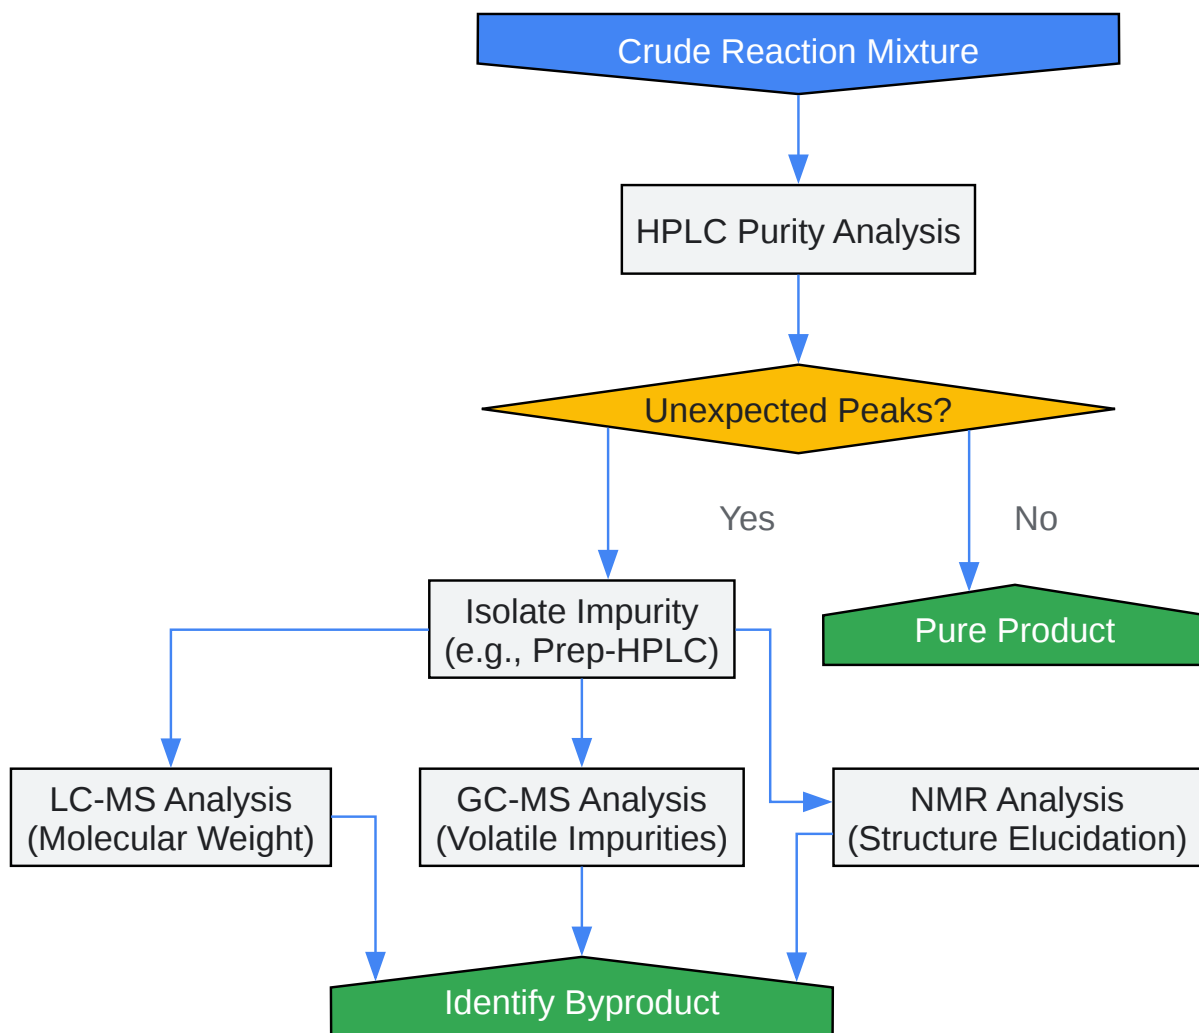 Crude Reaction Mixture
HPLC Purity Analysis
Unexpected Peaks?
Yes
No
Isolate Impurity
(e.g., Prep-HPLC)
Pure Product
LC-MS Analysis
(Molecular Weight)
GC-MS Analysis
(Volatile Impurities)
NMR Analysis
(Structure Elucidation)
Identify Byproduct